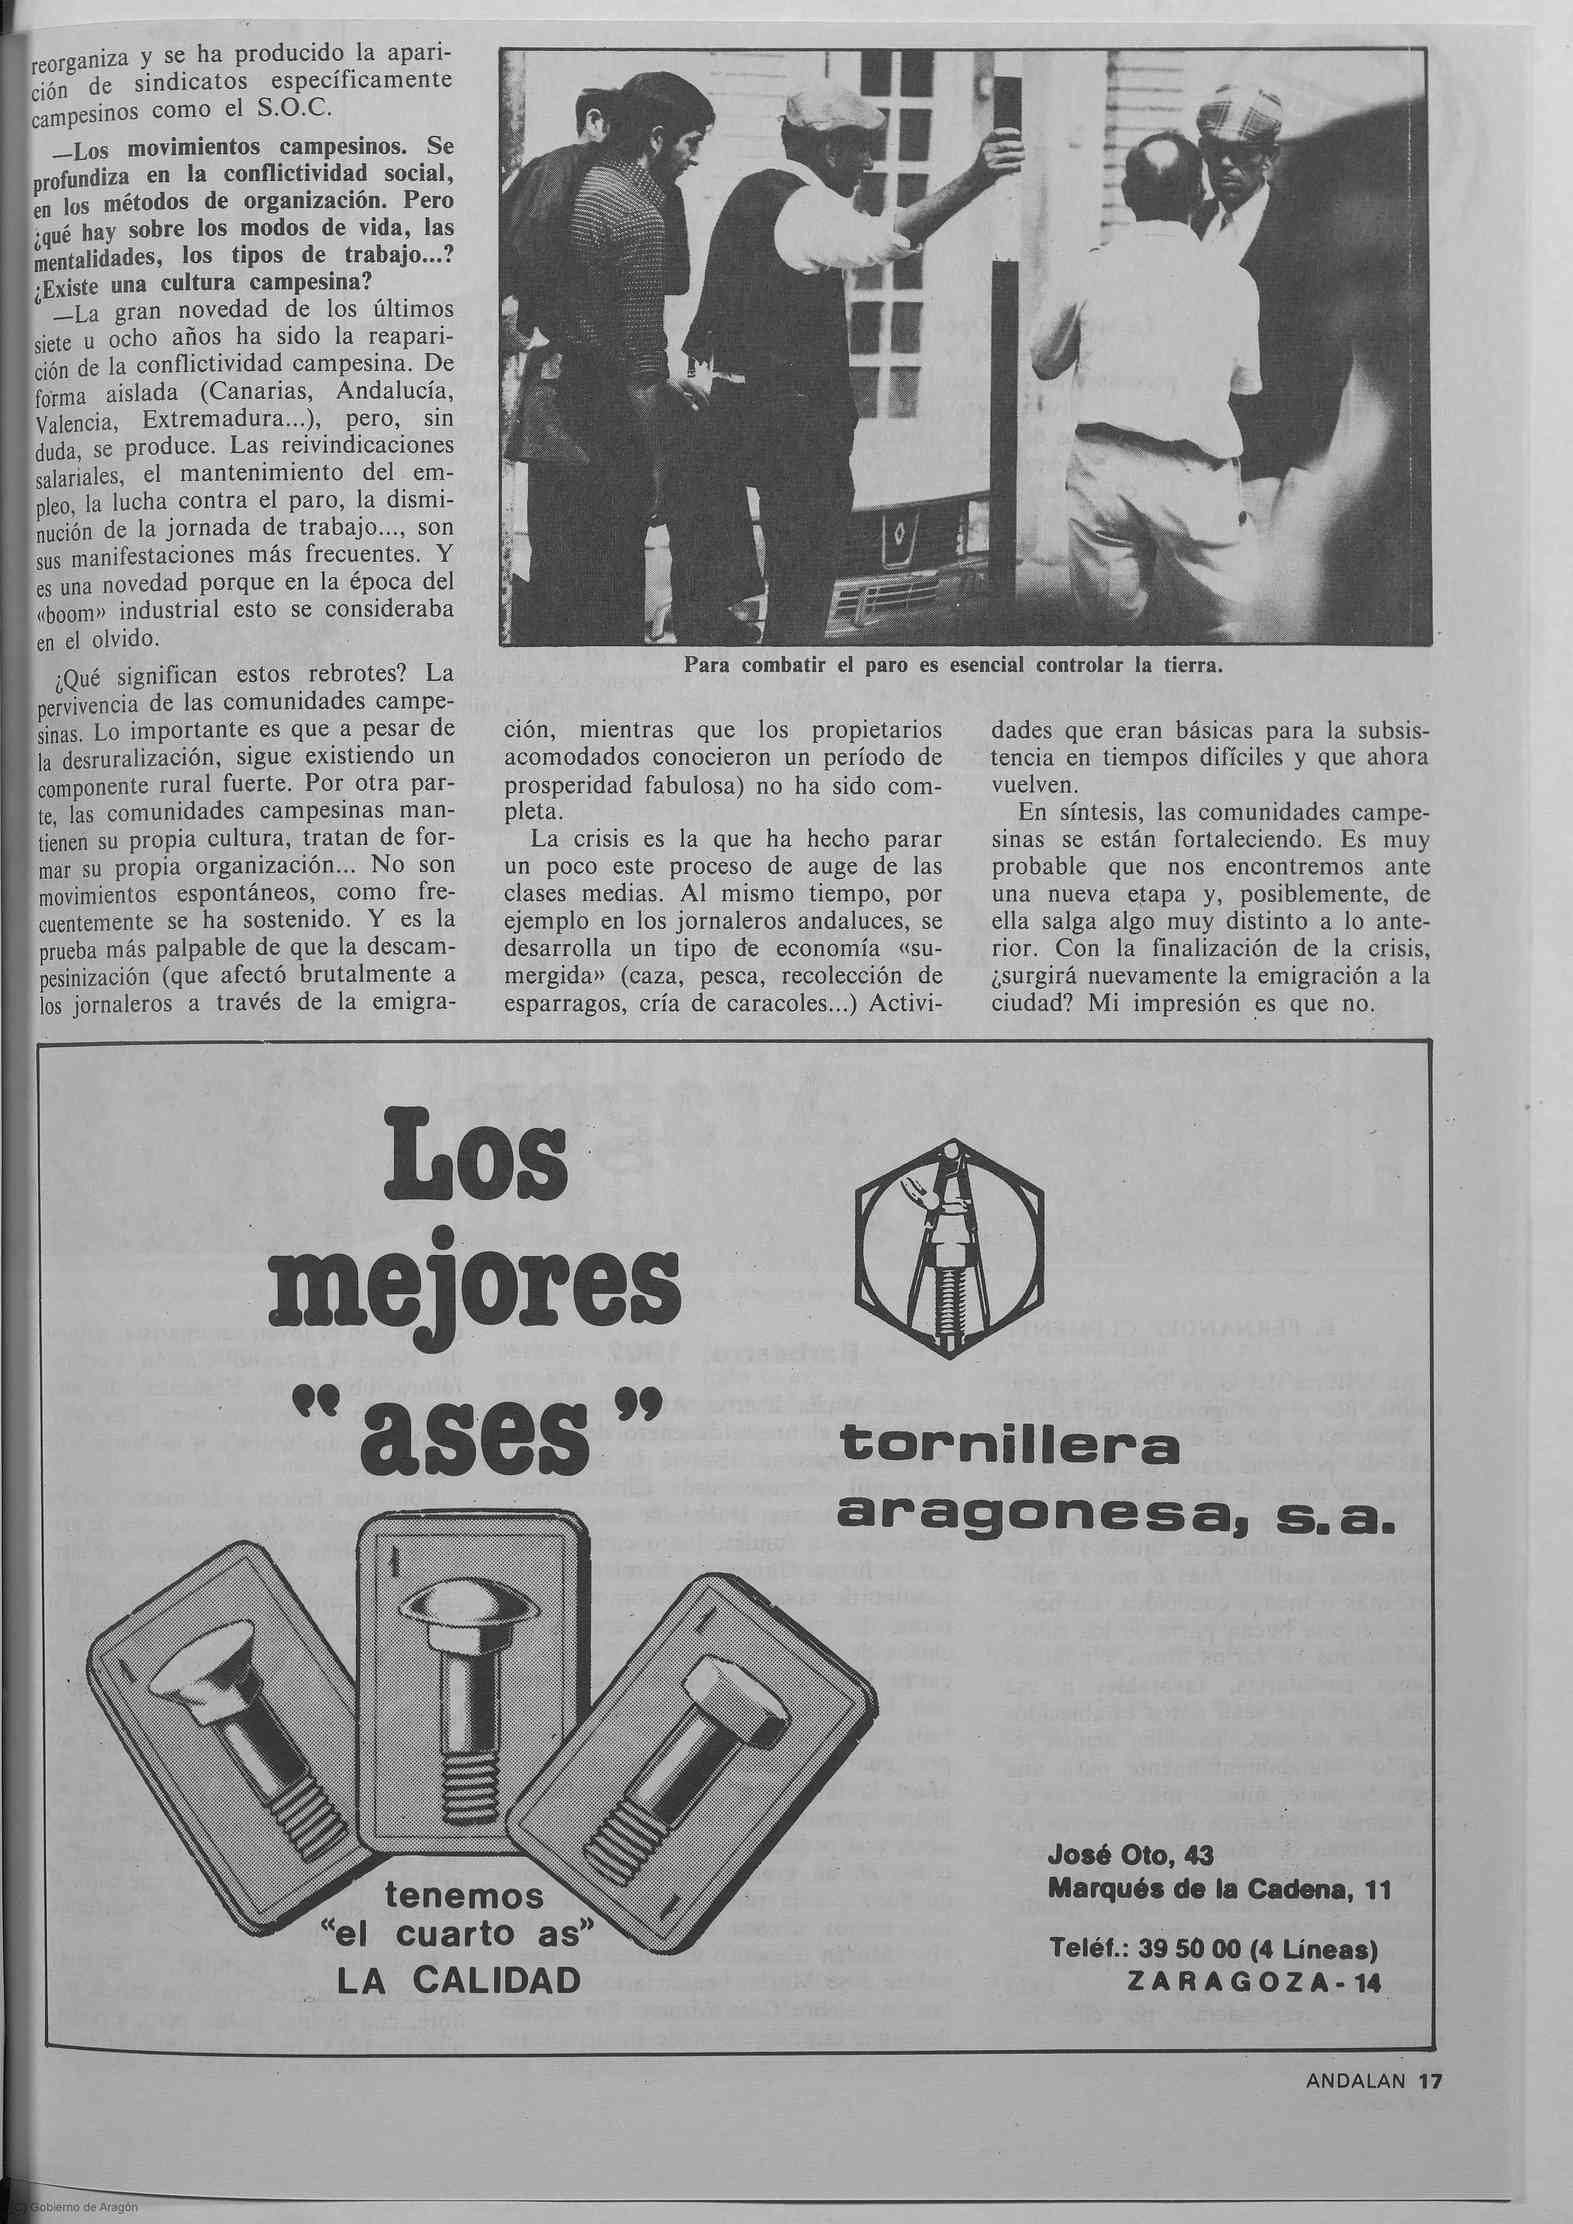 reorganiza y se ha producido la apari-
ción de sindicatos específicamente
campesinos como el S.O.C.
—Los movimientos campesinos. Se
profundiza en la conflictividad social,
en los métodos de organización. Pero
¿qué hay sobre los modos de vida, las
mentalidades, los tipos de trabajo...?
¿Existe una cultura campesina?
—La gran novedad de los últimos
siete u ocho años ha sido la reapari-
ción de la conflictividad campesina. De
forma aislada (Canarias, Andalucía,
Valencia, Extremadura...), pero, sin
duda, se produce. Las reivindicaciones
salariales, el mantenimiento del em-
pleo, la lucha contra el paro, la dismi-
nución de la jornada de trabajo..., son
sus manifestaciones más frecuentes. Y
es una novedad porque en la época del
«boom» industrial esto se consideraba
en el olvido.
¿Qué significan estos rebrotes? La
pervivencia de las comunidades campe-
sinas. Lo importante es que a pesar de
la desruralización, sigue existiendo un
componente rural fuerte. Por otra par-
te, las comunidades campesinas man-
tienen su propia cultura, tratan de for-
mar su propia organización... No son
movimientos espontáneos, como fre-
cuentemente se ha sostenido. Y es la
prueba más palpable de que la descam-
pesinización (que afectó brutalmente a
los jornaleros a través de la emigra-
Para combatir el paro es esencial controlar la tierra.
ción, mientras que los propietarios
acomodados conocieron un período de
prosperidad fabulosa) no ha sido com-
pleta.
La crisis es la que ha hecho parar
un poco este proceso de auge de las
clases medias. Al mismo tiempo, por
ejemplo en los jornaleros andaluces, se
desarrolla un tipo de economía «su-
mergida» (caza, pesca, recolección de
esparragos, cría de caracoles...) Activi-
dades que eran básicas para la subsis-
tencia en tiempos difíciles y que ahora
vuelven.
En síntesis, las comunidades campe-
sinas se están fortaleciendo. Es muy
probable que nos encontremos ante
una nueva etapa y, posiblemente, de
ella salga algo muy distinto a lo ante-
rior. Con la finalización de la crisis,
¿surgirá nuevamente la emigración a la
ciudad? Mi impresión es que no.
Los
mejores
"ases"
tornillera
aragonesa, s.a.
1
1
1
1
tenemos
"el cuarto as"
LA CALIDAD
José Oto, 43
Marqués de la Cadena, 11
Teléf.: 39 50 00 (4 Líneas)
ZARAGOZA-14
ANDALAN 17
(C) Gobierno de Aragón